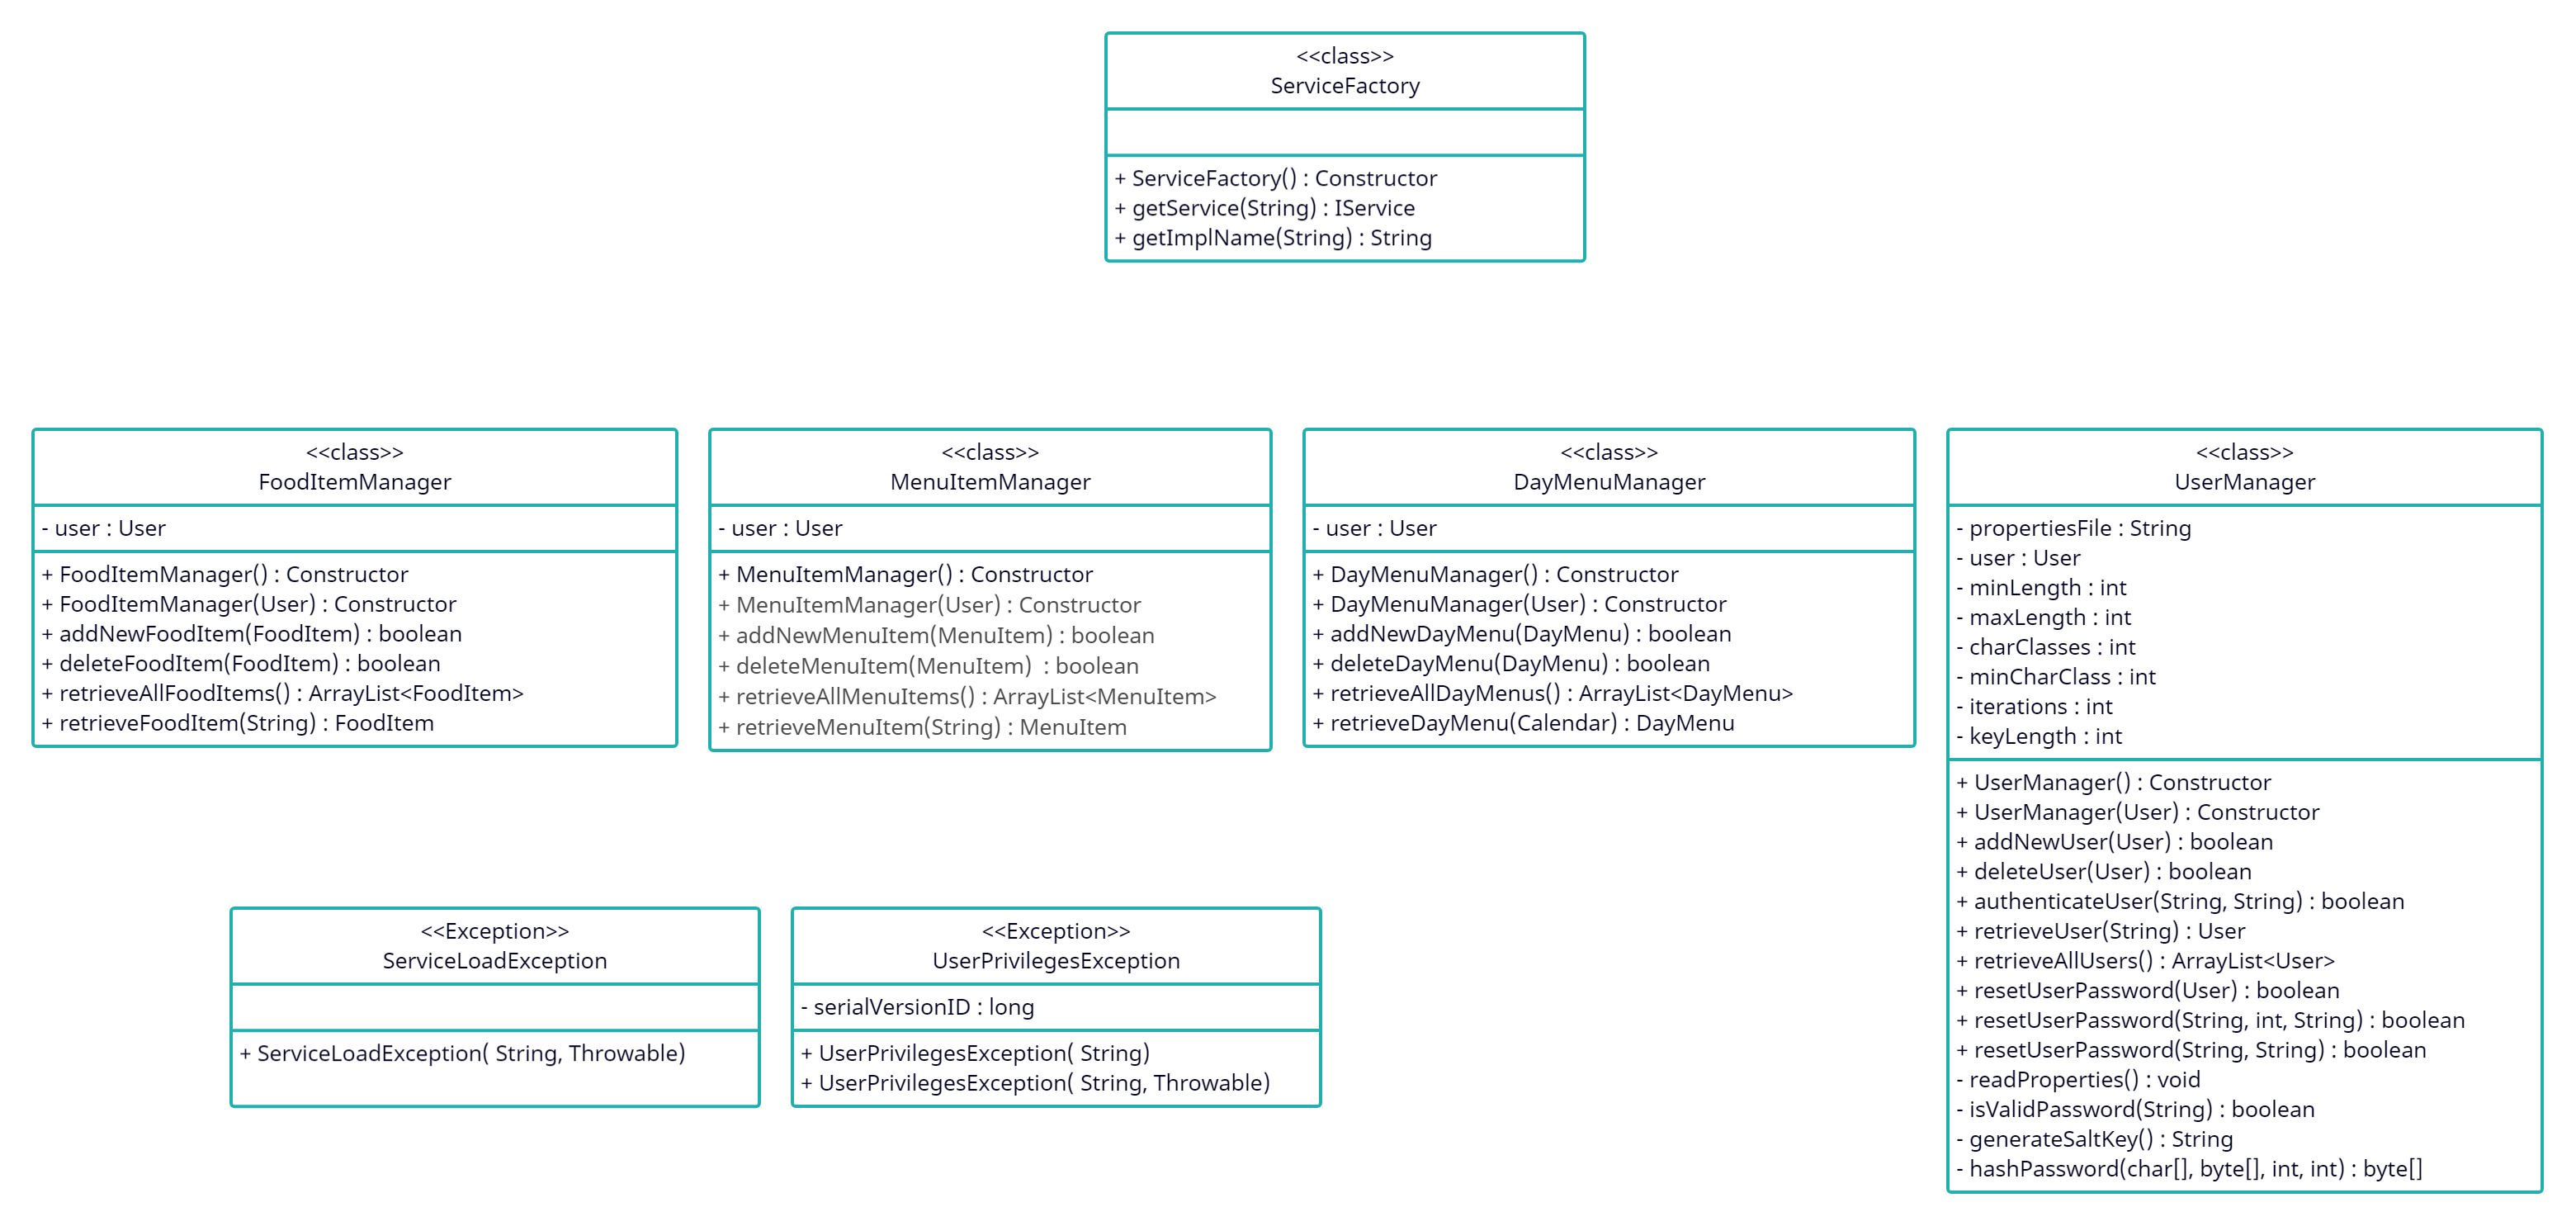 <<class>>
ServiceFactory
+ ServiceFactory() : Constructor
+ getService(String) : IService
+ getImplName(String) : String
<<class>>
FoodItemManager
- user : User
+ FoodItemManager() : Constructor
+ FoodItemManager(User) : Constructor
+ addNewFoodItem(FoodItem) : boolean
+ deleteFoodItem(FoodItem) : boolean
+ retrieveAllFoodItems() : ArrayList<FoodItem>
+ retrieveFoodItem(String) : FoodItem
<<class>>
MenuItemManager
- user : User
+ MenuItemManager() : Constructor
+ MenuItemManager(User) : Constructor
+ addNewMenuItem(MenuItem) : boolean
+ deleteMenuItem(MenuItem)  : boolean
+ retrieveAllMenuItems() : ArrayList<MenuItem>
+ retrieveMenuItem(String) : MenuItem
<<class>>
DayMenuManager
- user : User
+ DayMenuManager() : Constructor
+ DayMenuManager(User) : Constructor
+ addNewDayMenu(DayMenu) : boolean
+ deleteDayMenu(DayMenu) : boolean
+ retrieveAllDayMenus() : ArrayList<DayMenu>
+ retrieveDayMenu(Calendar) : DayMenu
<<class>>
UserManager
- propertiesFile : String
- user : User
- minLength : int
- maxLength : int
- charClasses : int
- minCharClass : int
- iterations : int
- keyLength : int
+ UserManager() : Constructor
+ UserManager(User) : Constructor
+ addNewUser(User) : boolean
+ deleteUser(User) : boolean
+ authenticateUser(String, String) : boolean
+ retrieveUser(String) : User
+ retrieveAllUsers() : ArrayList<User>
+ resetUserPassword(User) : boolean
+ resetUserPassword(String, int, String) : boolean
+ resetUserPassword(String, String) : boolean
- readProperties() : void
- isValidPassword(String) : boolean
- generateSaltKey() : String
- hashPassword(char[], byte[], int, int) : byte[]
<<Exception>>
ServiceLoadException
+ ServiceLoadException( String, Throwable)
<<Exception>>
UserPrivilegesException
- serialVersionID : long
+ UserPrivilegesException( String)
+ UserPrivilegesException( String, Throwable)